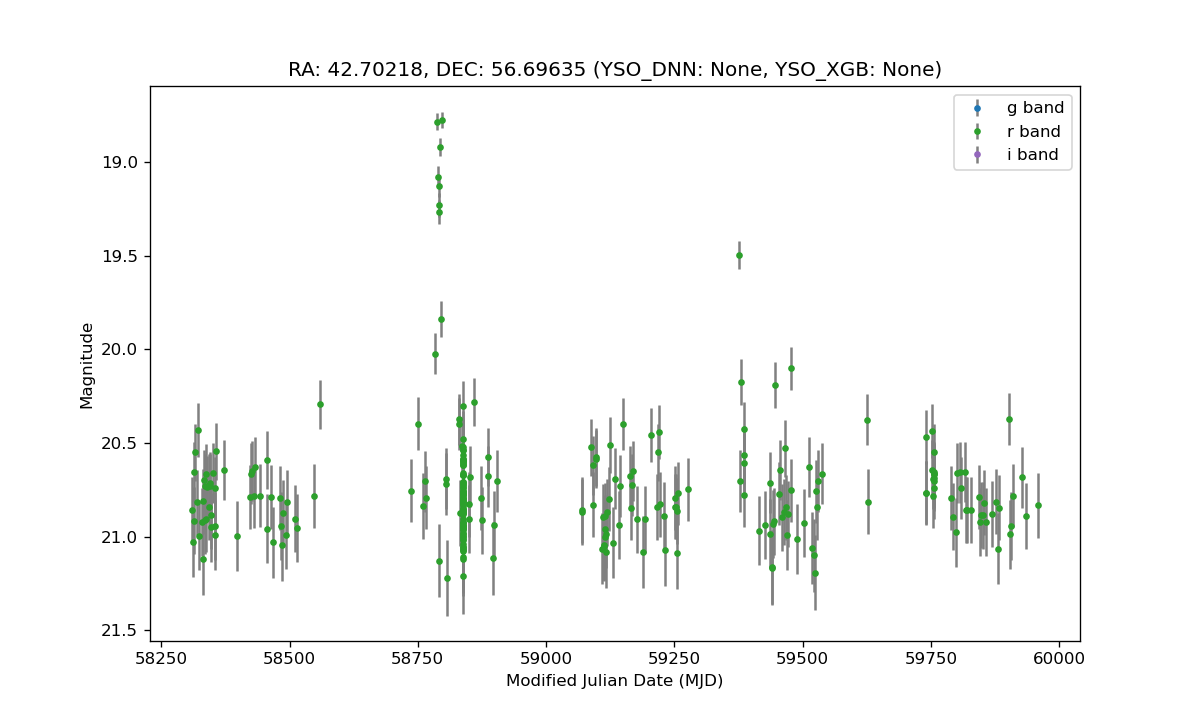 RA: 42.70218, DEC: 56.69635 (YSO_DNN: None, YSO_XGB: None)
g band
r band
i band
19.0
19.5
20.0
20.5
21.0
21.5
Magnitude
58250 58500 58750 59000 59250 59500 59750 60000
Modified Julian Date (MJD)